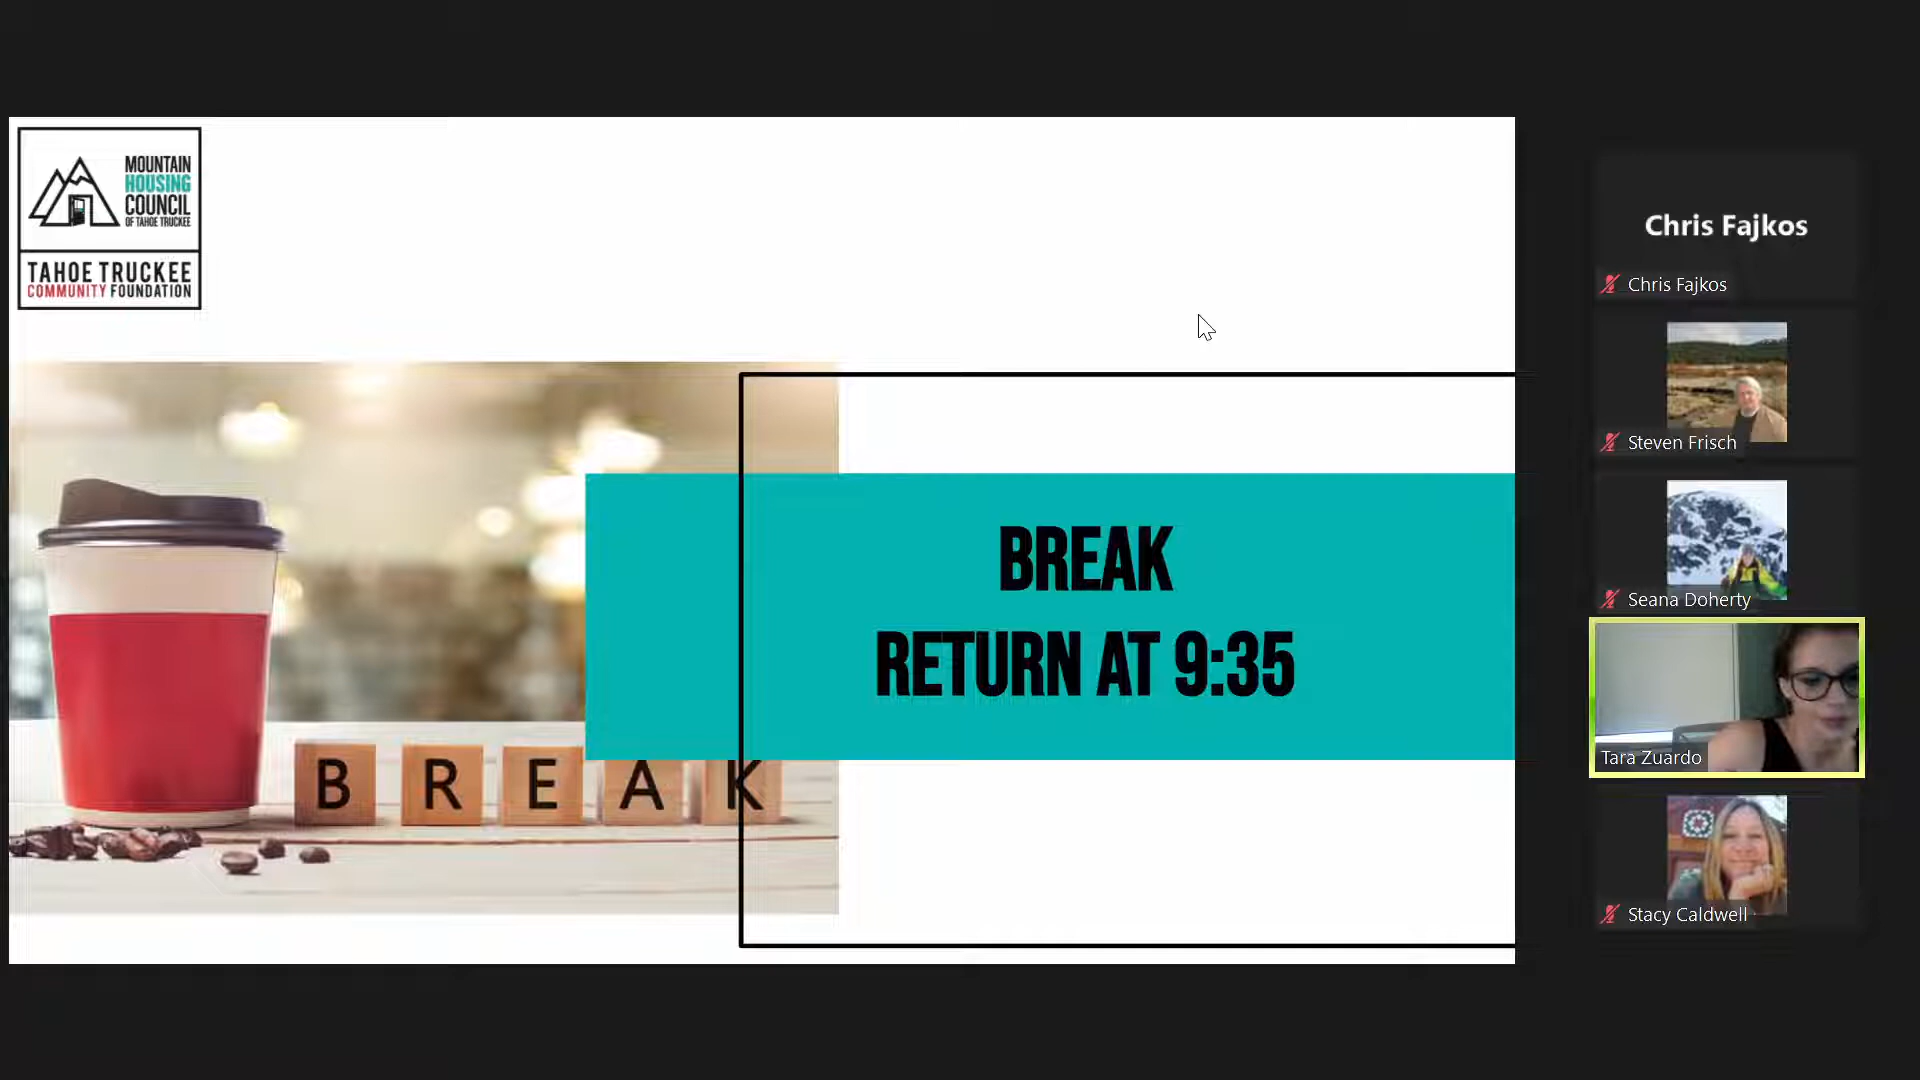 MOUNTAIN
HOUSING
COUNCIL
OF TAHOE TRUCKEE
TAHOE TRUCKEE
COMMUNITY FOUNDATION
BREAK
RETURN AT 9:35
B R E A K
Chris Fajkos
Chris Fajkos
Steven Frisch
Seana Doherty
Tara Zuardo
Stacy Caldwell